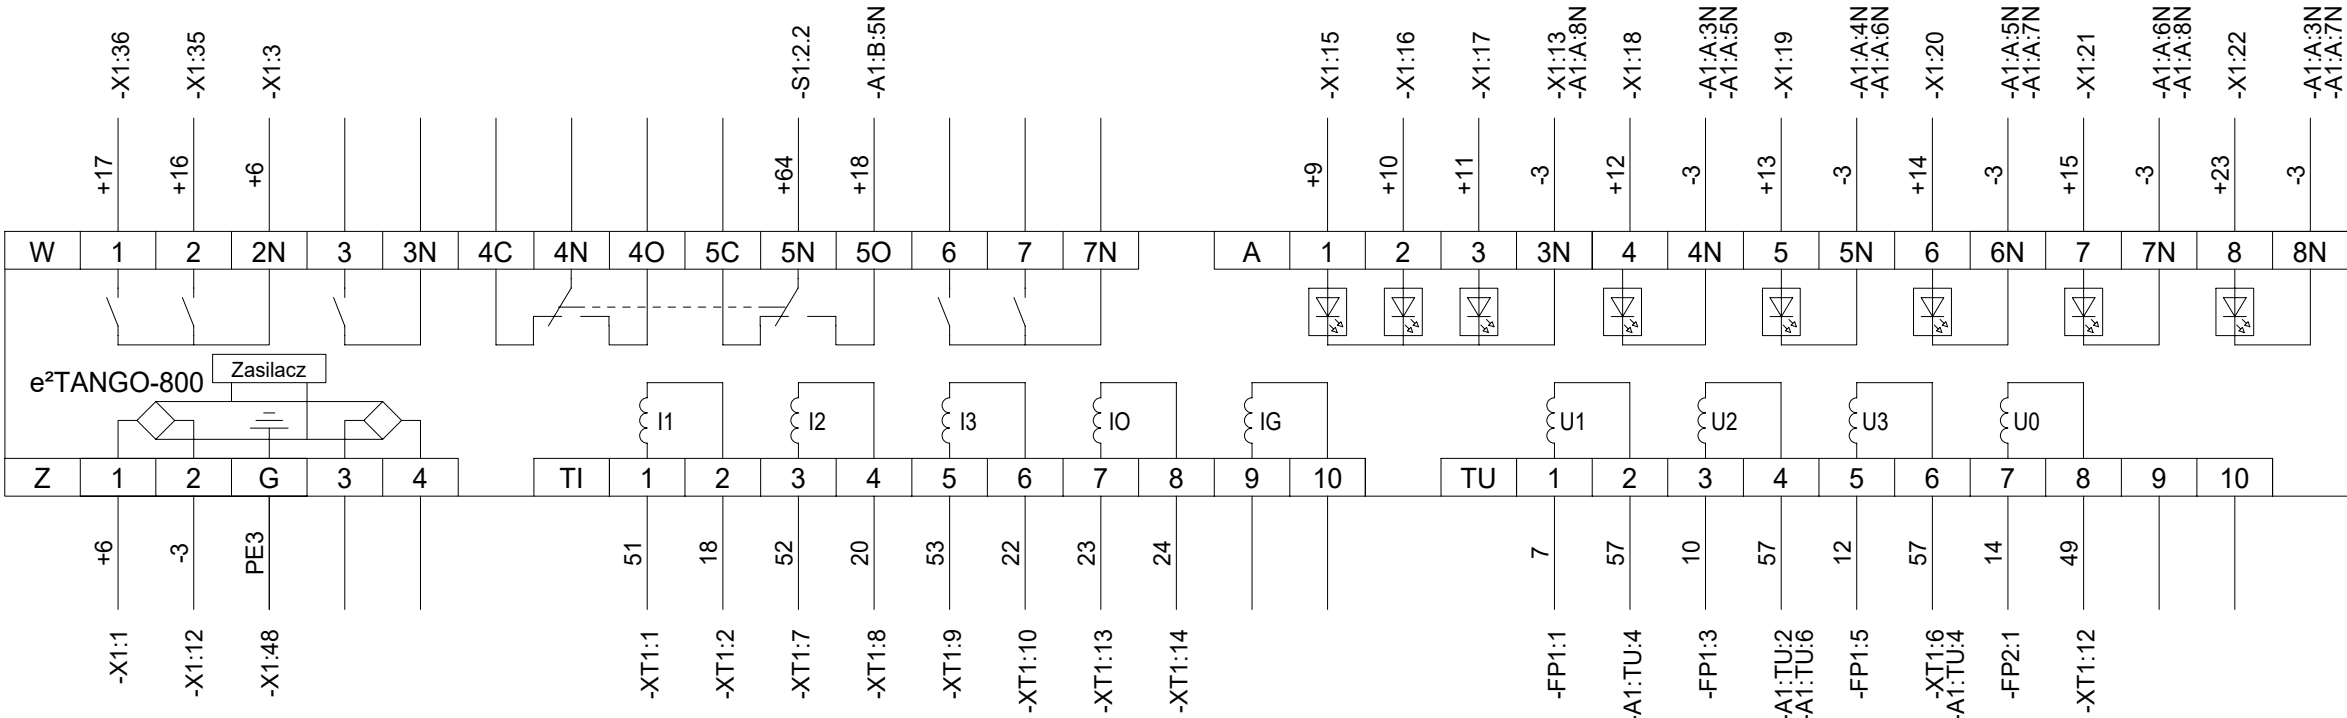 -X1:36
-X1:35
-X1:3
-S1:2.2
-A1:B:5N
-X1:15
-X1:16
-X1:17
-X1:13
-A1:A:8N
-X1:18
-A1:A:3N
-A1:A:5N
-X1:19
-A1:A:4N
-A1:A:6N
-X1:20
-A1:A:5N
-A1:A:7N
-X1:21
-A1:A:6N
-A1:A:8N
-X1:22
-A1:A:3N
-A1:A:7N
+17
+16
+6
+64
+18
+9
+10
+11
-3
+12
-3
+13
-3
+14
-3
+15
-3
+23
-3
W 1 2 2N 3 3N 4C 4N 4O 5C 5N 5O 6 7 7N
A 1 2 3 3N 4 4N 5 5N 6 6N 7 7N 8 8N
Zasilacz
e²TANGO-800
I1
I2
I3
IO
IG
U1
U2
U3
U0
Z 1 2 G 3 4
TI 1 2 3 4 5 6 7 8 9 10
TU 1 2 3 4 5 6 7 8 9 10
+6
-3
PE3
51
18
52
20
53
22
23
24
7
57
10
57
12
57
14
49
-X1:1
-X1:12
-X1:48
-XT1:1
-XT1:2
-XT1:7
-XT1:8
-XT1:9
-XT1:10
-XT1:13
-XT1:14
-FP1:1
-A1:TU:4
-FP1:3
-A1:TU:2
-A1:TU:6
-FP1:5
-XT1:6
-A1:TU:4
-FP2:1
-XT1:12